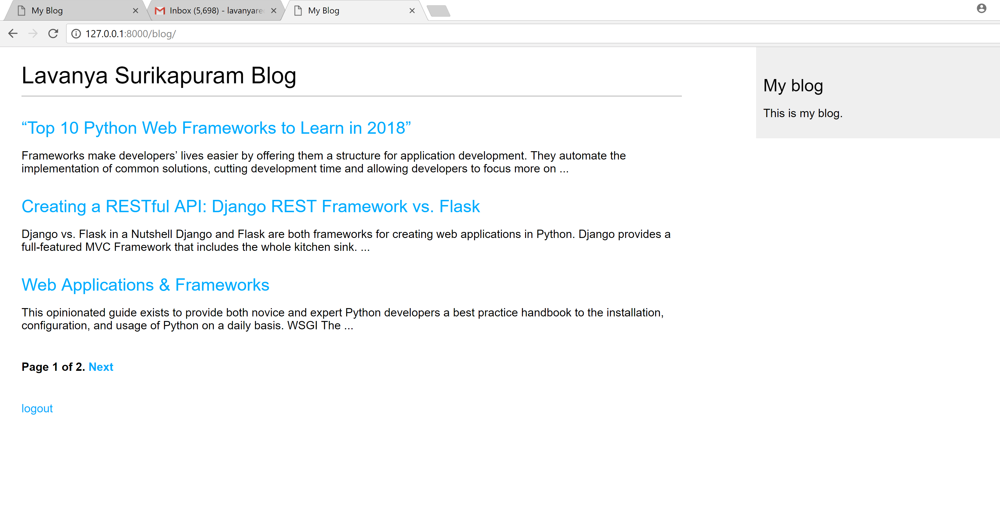 My Blog
Inbox (5,698) - lavanyare
My Blog
127.0.0.1:8000/blog/
Lavanya Surikapuram Blog
“Top 10 Python Web Frameworks to Learn in 2018”
Frameworks make developers’ lives easier by offering them a structure for application development. They automate the
implementation of common solutions, cutting development time and allowing developers to focus more on ...
Creating a RESTful API: Django REST Framework vs. Flask
Django vs. Flask in a Nutshell Django and Flask are both frameworks for creating web applications in Python. Django provides a
full-featured MVC Framework that includes the whole kitchen sink. ...
Web Applications & Frameworks
This opinionated guide exists to provide both novice and expert Python developers a best practice handbook to the installation,
configuration, and usage of Python on a daily basis. WSGI The ...
Page 1 of 2. Next
logout
My blog
This is my blog.